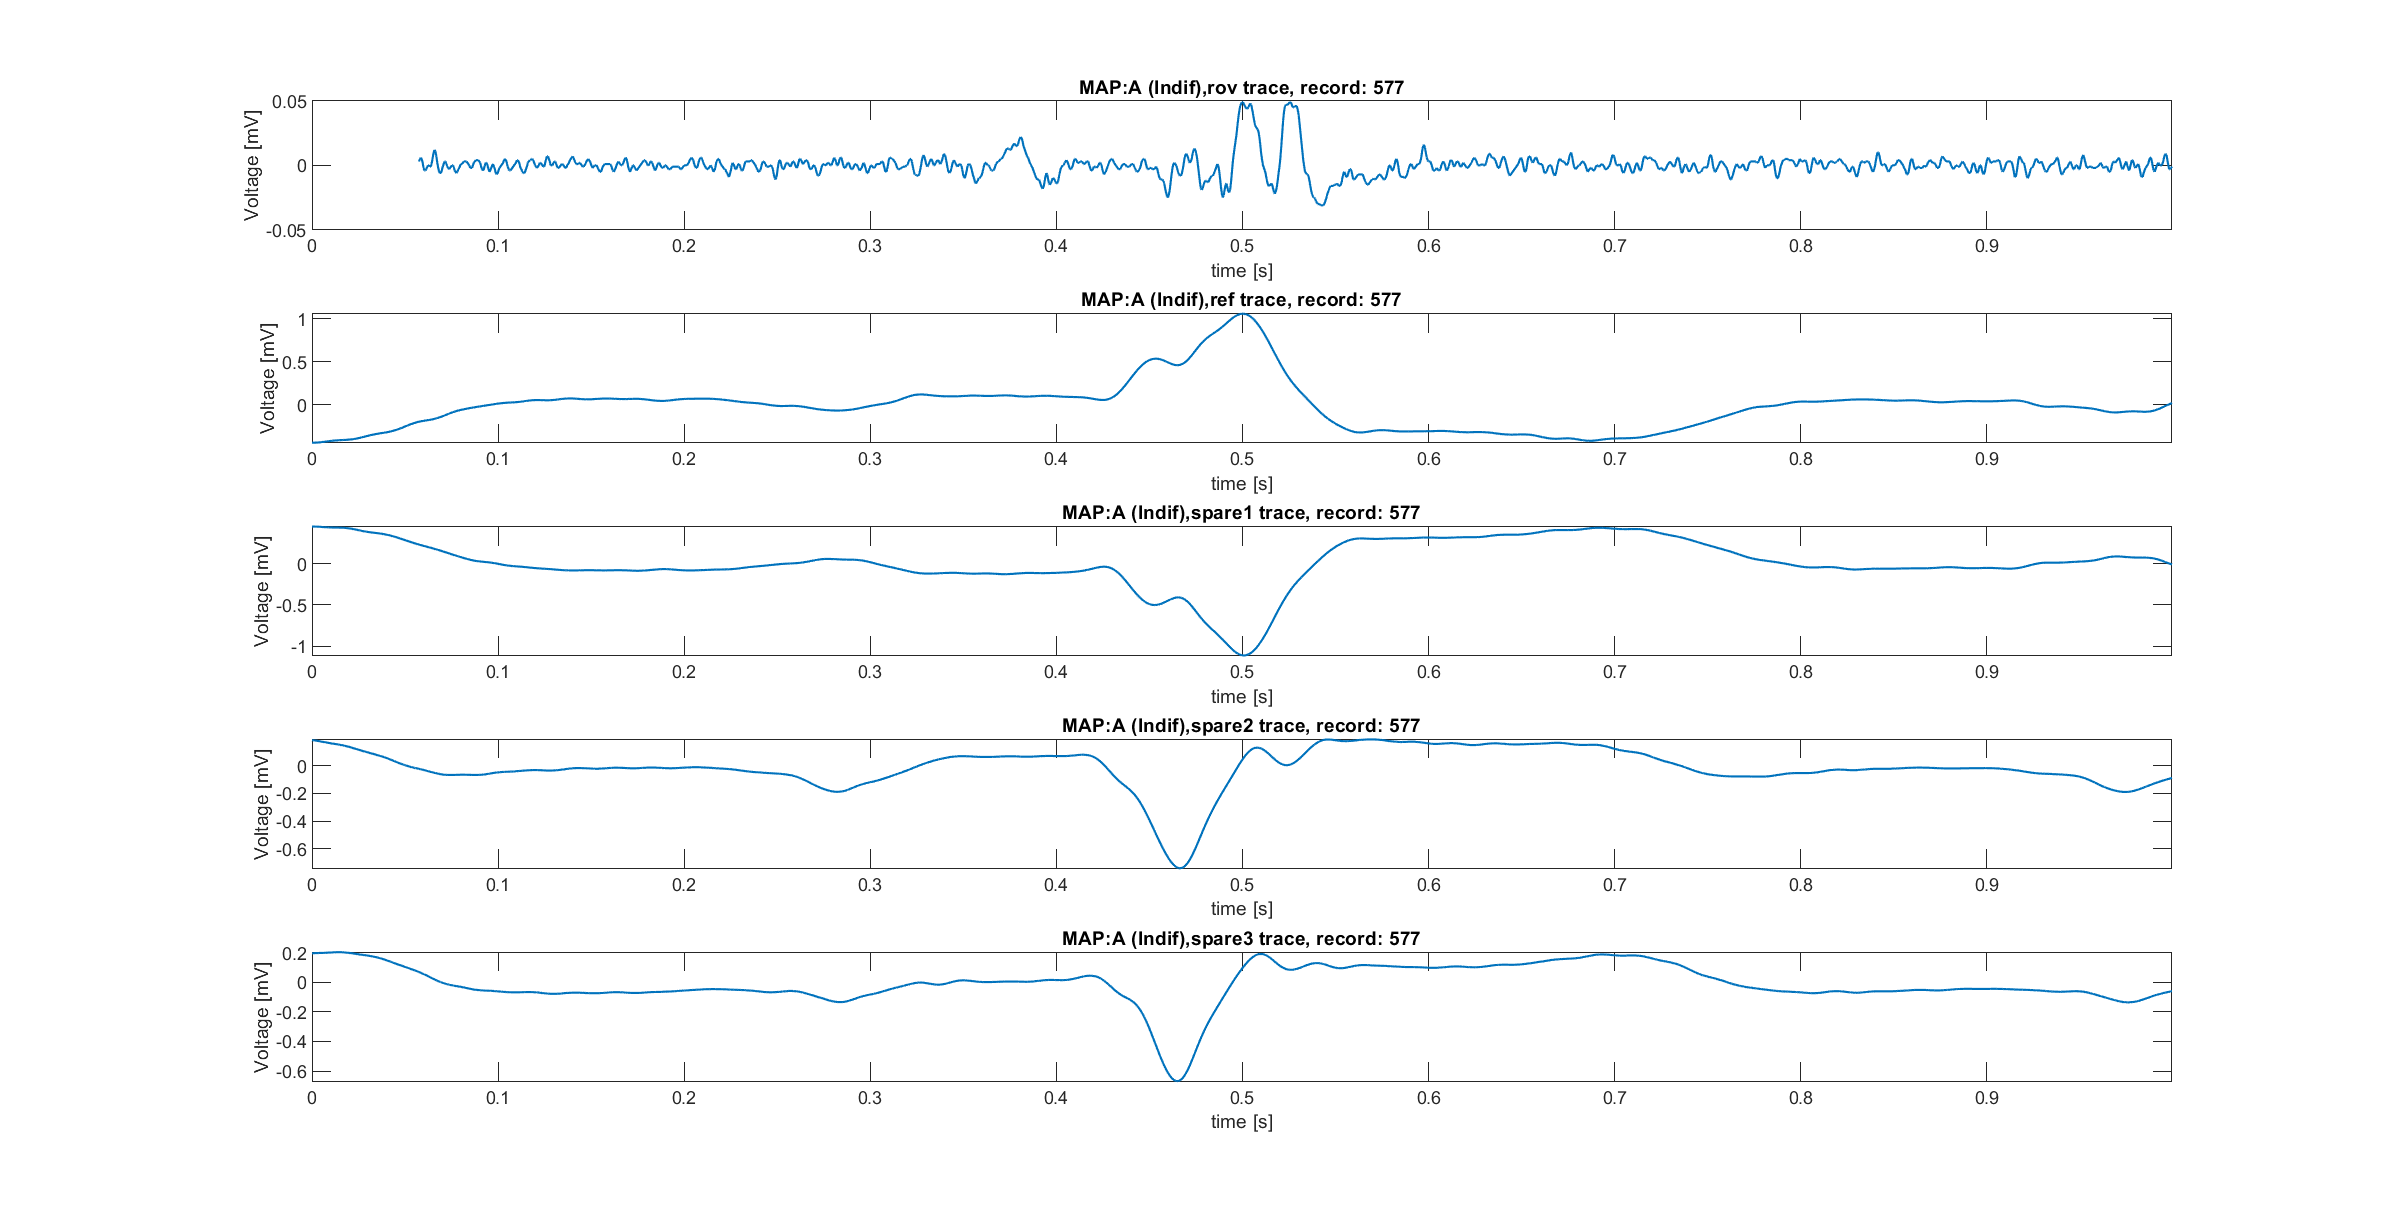 MAP:A (Indif),rov trace, record: 577
Voltage [mV]
0.05
0
-0.05
0 0.1 0.2 0.3 0.4 0.5 0.6 0.7 0.8 0.9
time [s]
MAP:A (Indif),ref trace, record: 577
Voltage [mV]
1
0.5
0
0 0.1 0.2 0.3 0.4 0.5 0.6 0.7 0.8 0.9
time [s]
MAP:A (Indif),spare1 trace, record: 577
Voltage [mV]
0
-0.5
-1
0 0.1 0.2 0.3 0.4 0.5 0.6 0.7 0.8 0.9
time [s]
MAP:A (Indif),spare2 trace, record: 577
Voltage [mV]
0
-0.2
-0.4
-0.6
0 0.1 0.2 0.3 0.4 0.5 0.6 0.7 0.8 0.9
time [s]
MAP:A (Indif),spare3 trace, record: 577
Voltage [mV]
0.2
0
-0.2
-0.4
-0.6
0 0.1 0.2 0.3 0.4 0.5 0.6 0.7 0.8 0.9
time [s]